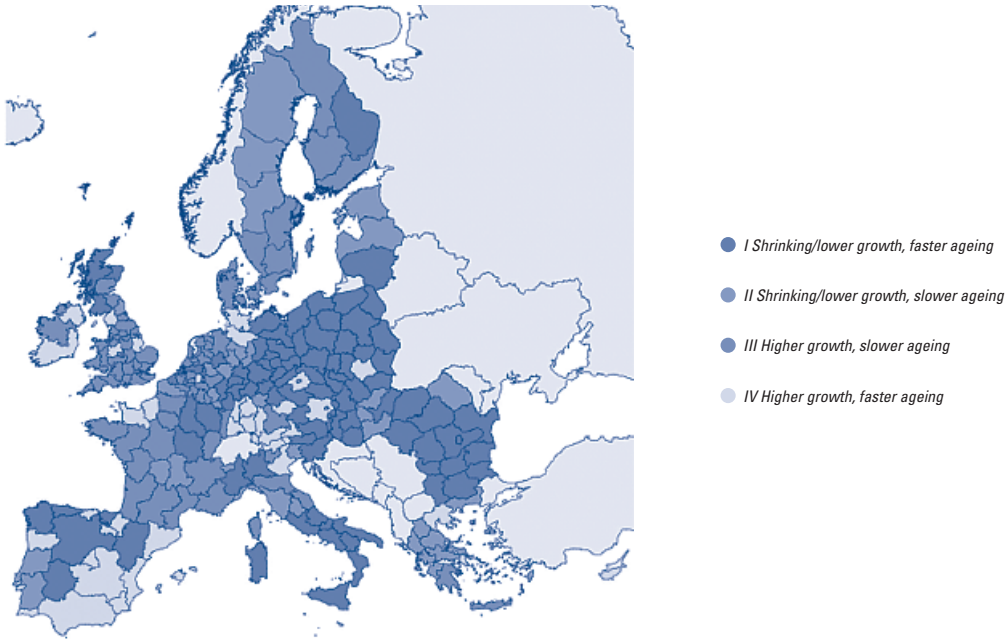 I Shrinking/lower growth, faster ageing
II Shrinking/lower growth, slower ageing
III Higher growth, slower ageing
IV Higher growth, faster ageing